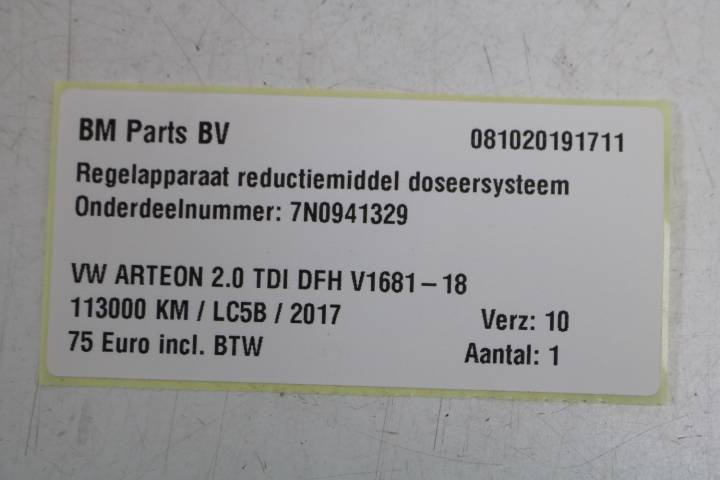 BM Parts BV 081020191711
Regelapparaat reductiemiddel doseersysteem
Onderdeelnummer: 7N0941329
VW ARTEON 2.0 TDI DFH V1681-18
113000 KM / LC5B / 2017 Verz: 10
75 Euro incl. BTW Aantal: 1